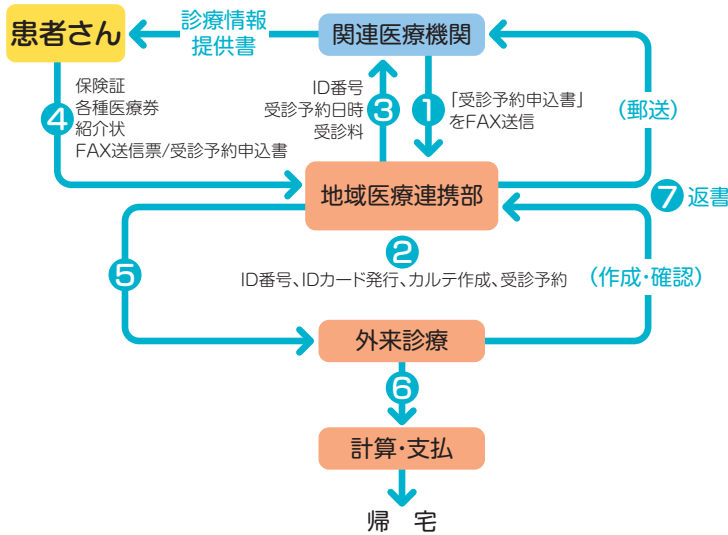 患者さん
診療情報
提供書
関連医療機関
④
保険証
各種医療券
紹介状
FAX送信票/受診予約申込書
ID番号
受診予約日時
受診料
③
①
「受診予約申込書」
をFAX送信
(郵送)
地域医療連携部
⑦返書
②
ID番号、IDカード発行、カルテ作成、受診予約
(作成・確認)
⑤
外来診療
⑥
計算・支払
帰　宅